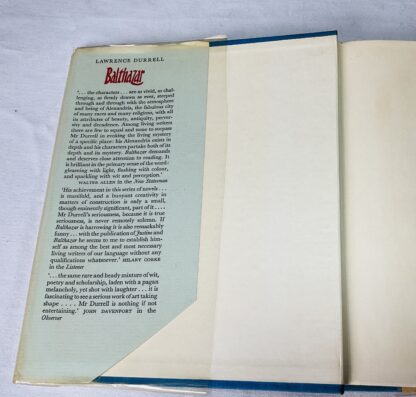 LAWRENCE DURRELL
Balthazar
'. . . the characters . . . are as vivid, as chal-
lenging, as firmly drawn as ever, steeped
through and through with the atmosphere
and being of Alexandria, the fabulous city
of many races and many religious, with all
its attributes of beauty, antiquity, perver-
sity and decadence. Among living writers
there are few to equal and none to surpass
Mr Durrell in evoking the living mystery
of a specific place: his Alexandria exists in
depth and his characters partake both of its
depth and its mystery. Balthazar demands
and deserves close attention to reading. It
is brilliant in the primary sense of the word:
gleaming with light, flashing with colour,
and sparkling with wit and perception.'
WALTER ALLEN in the New Statesman
'His achievement in this series of novels . . .
is manifold, and a buoyant creativity in
matters of construction is only a small,
though eminently significant, part of it . . . .
Mr Durrell's seriousness, because it is true
seriousness, is never remotely solemn. If
Balthazar is harrowing it is also remarkably
funny . . . with the publication of Justine and
Balthazar he seems to me to establish him-
self as among the best and most necessary
living writers of our language without any
qualifications whatsoever.' HILARY CORKE
in the Listener
'. . . the same rare and heady mixture of wit,
poetry and scholarship, laden with a pagan
melancholy, yet shot with laughter . . . it is
fascinating to see a serious work of art taking
shape . . . . Mr Durrell is nothing if not
entertaining.' JOHN DAVENPORT in the
Observer